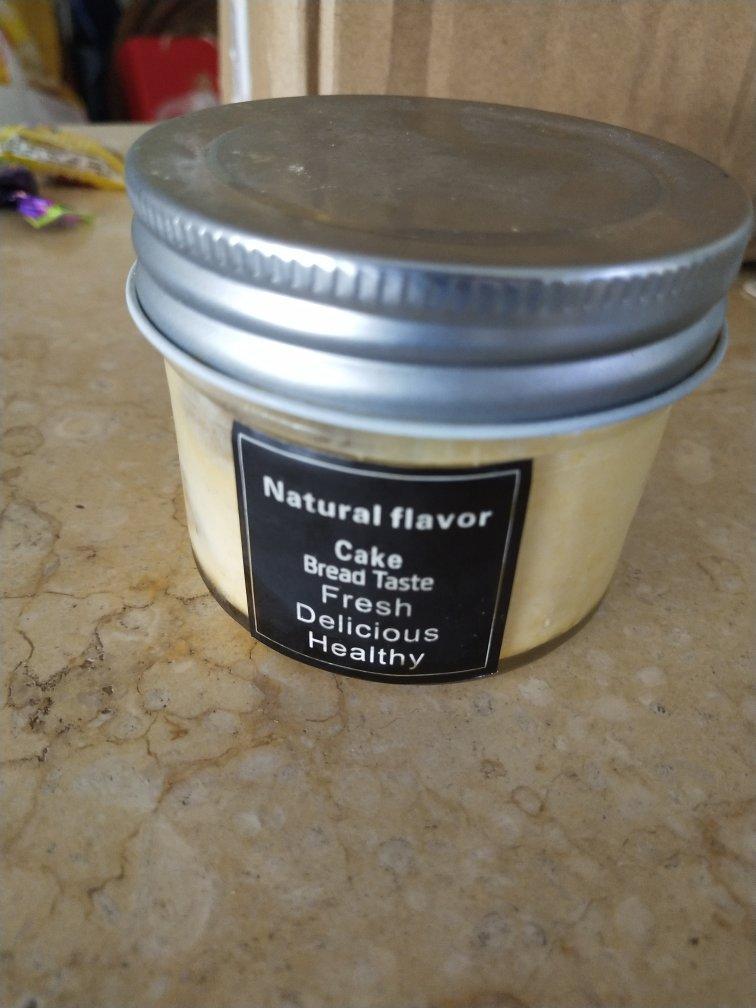 Natural flavor
Cake
Bread Taste
Fresh
Delicious
Healthy